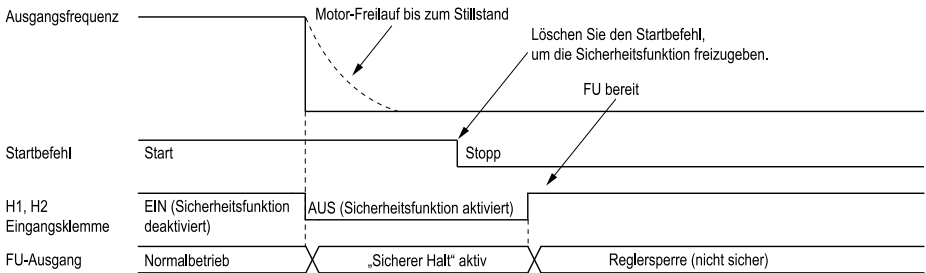 Ausgangsfrequenz
Motor-Freilauf bis zum Stillstand
Löschen Sie den Startbefehl,
um die Sicherheitsfunktion freizugeben.
FU bereit
Startbefehl
Start
Stopp
H1, H2
Eingangsklemme
EIN (Sicherheitsfunktion
deaktiviert)
AUS (Sicherheitsfunktion aktiviert)
FU-Ausgang
Normalbetrieb
„Sicherer Halt“ aktiv
Reglersperre (nicht sicher)